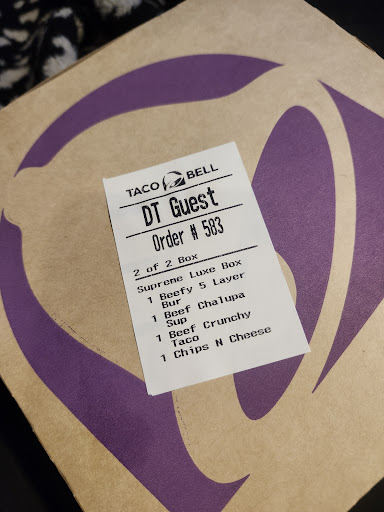 TACO BELL
DT Guest
Order # 583
2 of 2 Box
Supreme Luxe Box
1 Beefy 5 Layer
Bur
1 Beef Chalupa
Sup
1 Beef Crunchy
Taco
1 Chips N Cheese